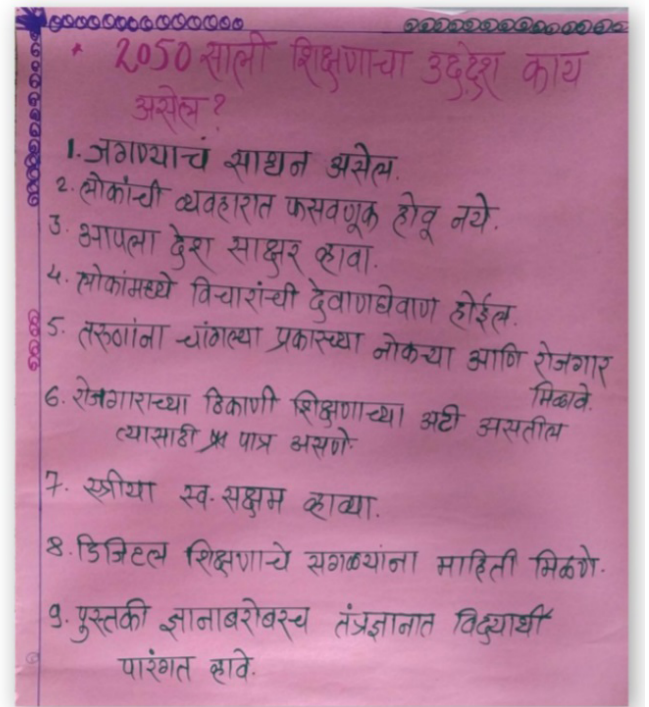 * 2050 साली शिक्षणाचा उद्देश काय
असेल ?
1. जगण्याचं साधन असेल.
2. लोकांची व्यवहारात फसवणूक होवू नये.
3. आपला देश साक्षर व्हावा.
4. लोकांमध्ये विचारांची देवाणघेवाण होईल.
5. तरुणांना चांगल्या प्रकारच्या नोकऱ्या आणि रोजगार
मिळावे.
6. रोजगाराच्या ठिकाणी शिक्षणाच्या अटी असतील
त्यासाठी पात्र असणे.
7. स्त्रीया स्व-सक्षम व्हाव्या.
8. डिजिटल शिक्षणाचे सगळ्यांना माहिती मिळणे.
9. पुस्तकी ज्ञानाबरोबरच तंत्रज्ञानात विद्यार्थी
पारंगत व्हावे.